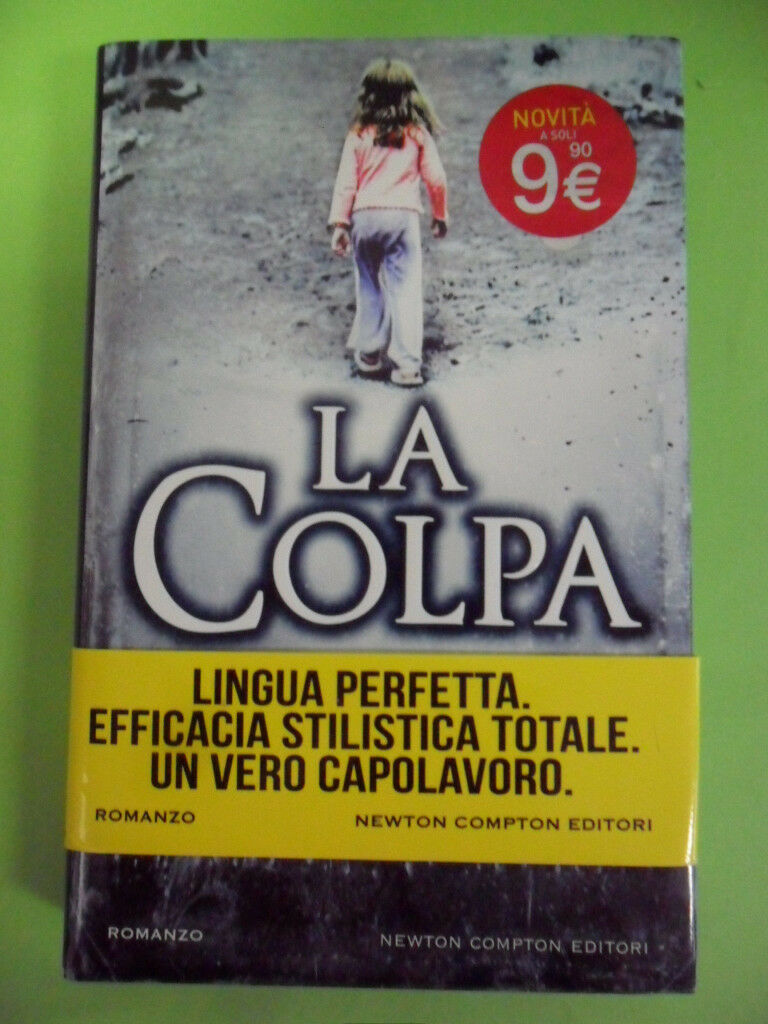 NOVITÀ
A SOLI
9 90 €
LA
COLPA
LINGUA PERFETTA.
EFFICACIA STILISTICA TOTALE.
UN VERO CAPOLAVORO.
ROMANZO NEWTON COMPTON EDITORI
ROMANZO NEWTON COMPTON EDITORI